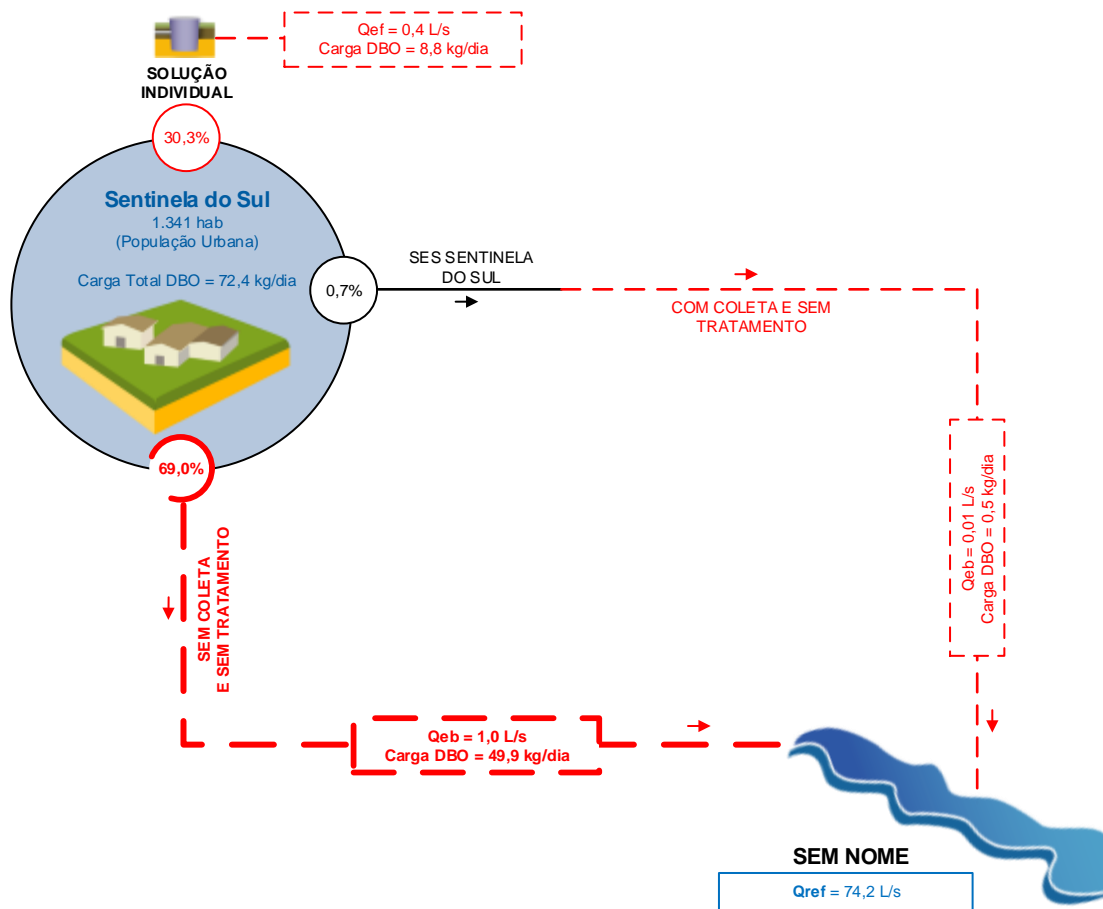 Qef = 0,4 L/s
Carga DBO = 8,8 kg/dia
SOLUÇÃO
INDIVIDUAL
30,3%
Sentinela do Sul
1.341 hab
(População Urbana)
Carga Total DBO = 72,4 kg/dia
0,7%
SES SENTINELA
DO SUL
COM COLETA E SEM
TRATAMENTO
Qeb = 0,01 L/s
Carga DBO = 0,5 kg/dia
69,0%
SEM COLETA
E SEM TRATAMENTO
Qeb = 1,0 L/s
Carga DBO = 49,9 kg/dia
SEM NOME
Qref = 74,2 L/s